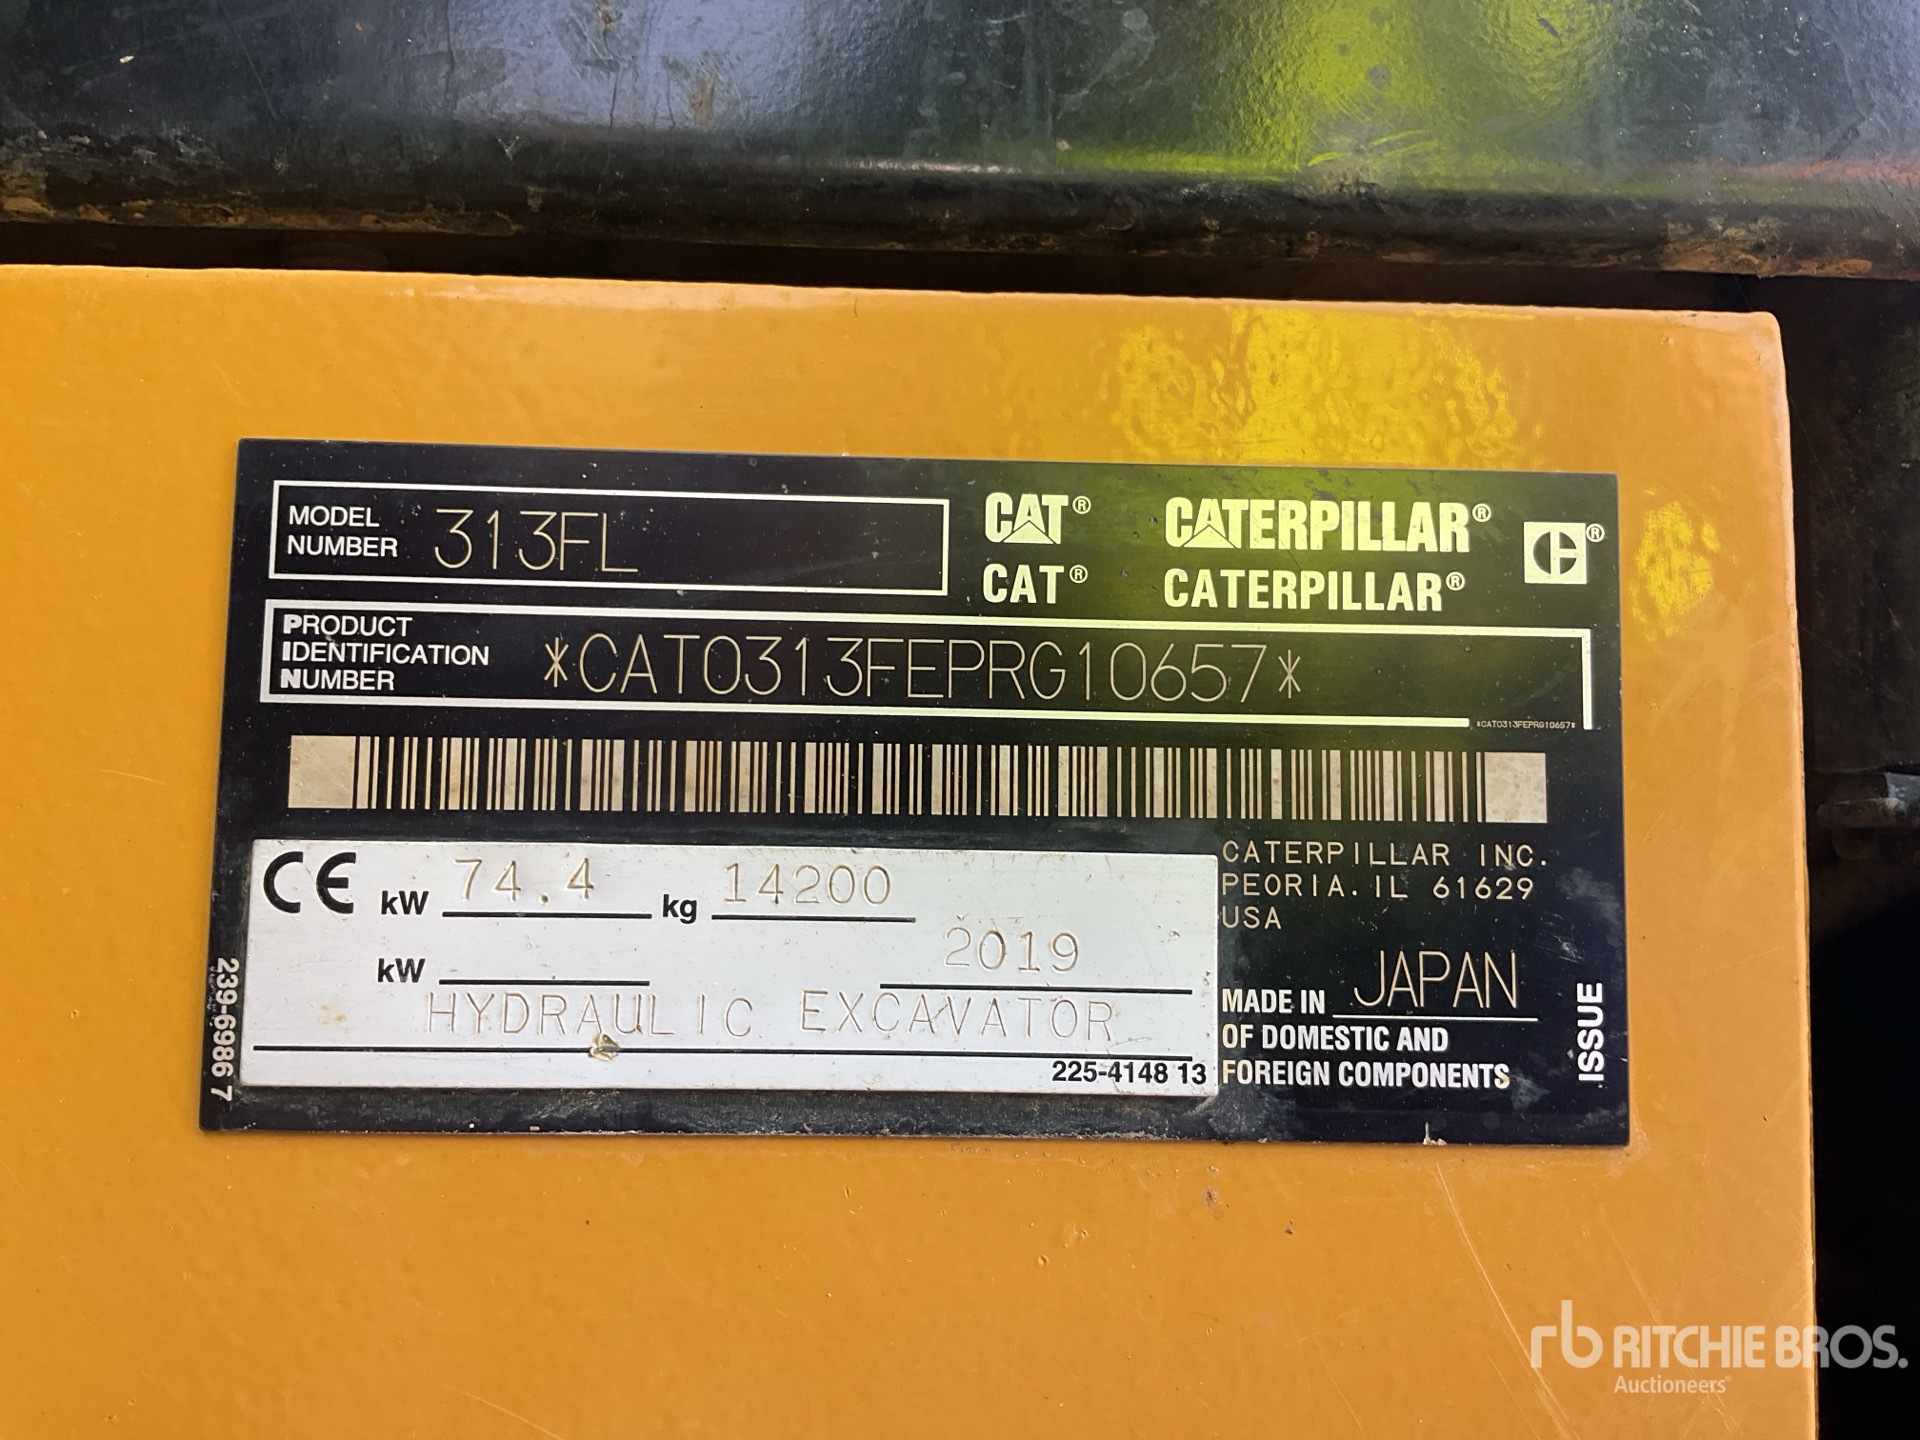 MODEL NUMBER 313FL
CAT® CATERPILLAR®
CAT® CATERPILLAR®
PRODUCT IDENTIFICATION NUMBER *CAT0313FEPRG10657*
*CAT0313FEPRG10657*
CE kW 74.4 kg 14200
kW 2019
HYDRAULIC EXCAVATOR
225-4148 13
239-6986 7
CATERPILLAR INC.
PEORIA. IL 61629
USA
MADE IN JAPAN
OF DOMESTIC AND
FOREIGN COMPONENTS
ISSUE
rb RITCHIE BROS.
Auctioneers